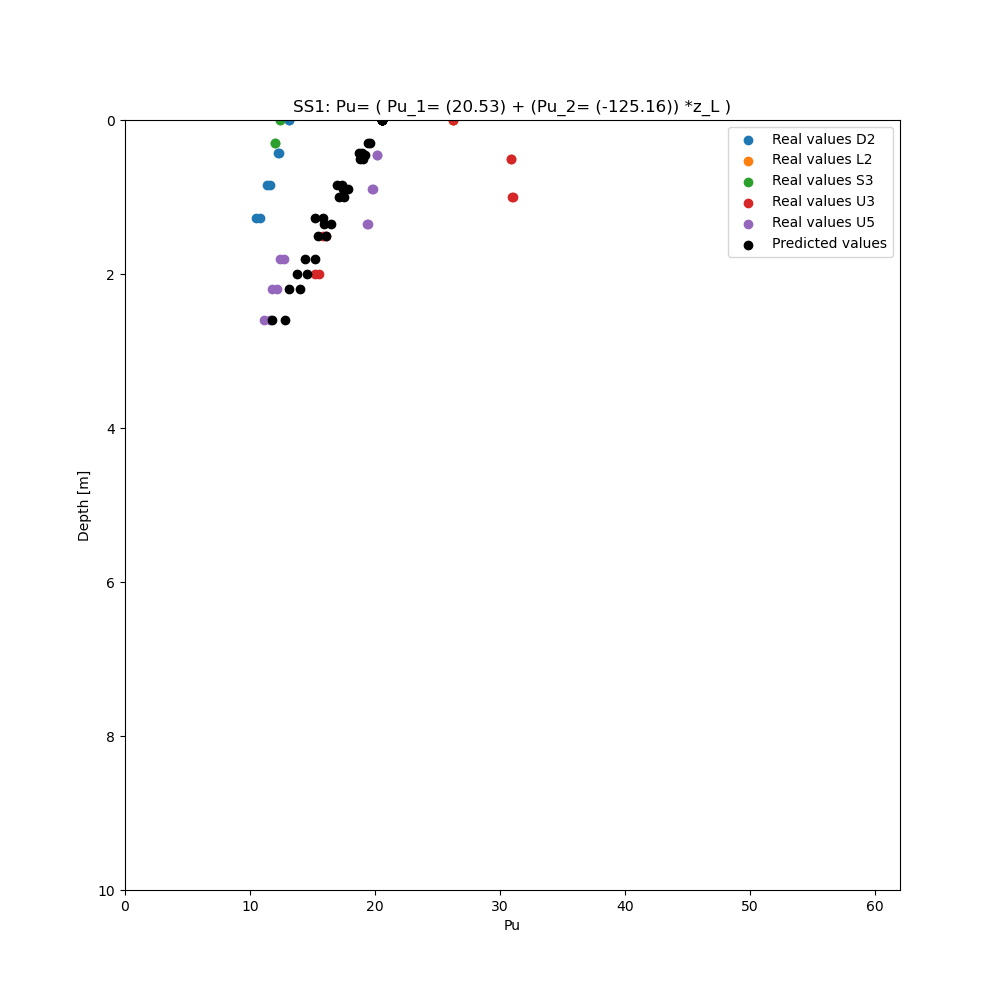 SS1: Pu= ( Pu_1= (20.53) + (Pu_2= (-125.16)) *z_L )
0
2
4
6
8
10
Depth [m]
Real values D2
Real values L2
Real values S3
Real values U3
Real values U5
Predicted values
0 10 20 30 40 50 60
Pu